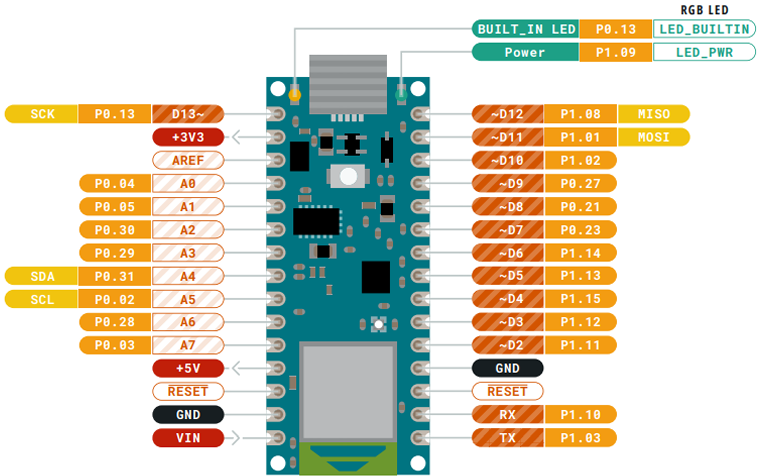 RGB LED
BUILT_IN LED P0.13 LED_BUILTIN
Power P1.09 LED_PWR
SCK P0.13 D13~
+3V3
AREF
P0.04 A0
P0.05 A1
P0.30 A2
P0.29 A3
SDA P0.31 A4
SCL P0.02 A5
P0.28 A6
P0.03 A7
+5V
RESET
GND
VIN
~D12 P1.08 MISO
~D11 P1.01 MOSI
~D10 P1.02
~D9 P0.27
~D8 P0.21
~D7 P0.23
~D6 P1.14
~D5 P1.13
~D4 P1.15
~D3 P1.12
~D2 P1.11
GND
RESET
RX P1.10
TX P1.03